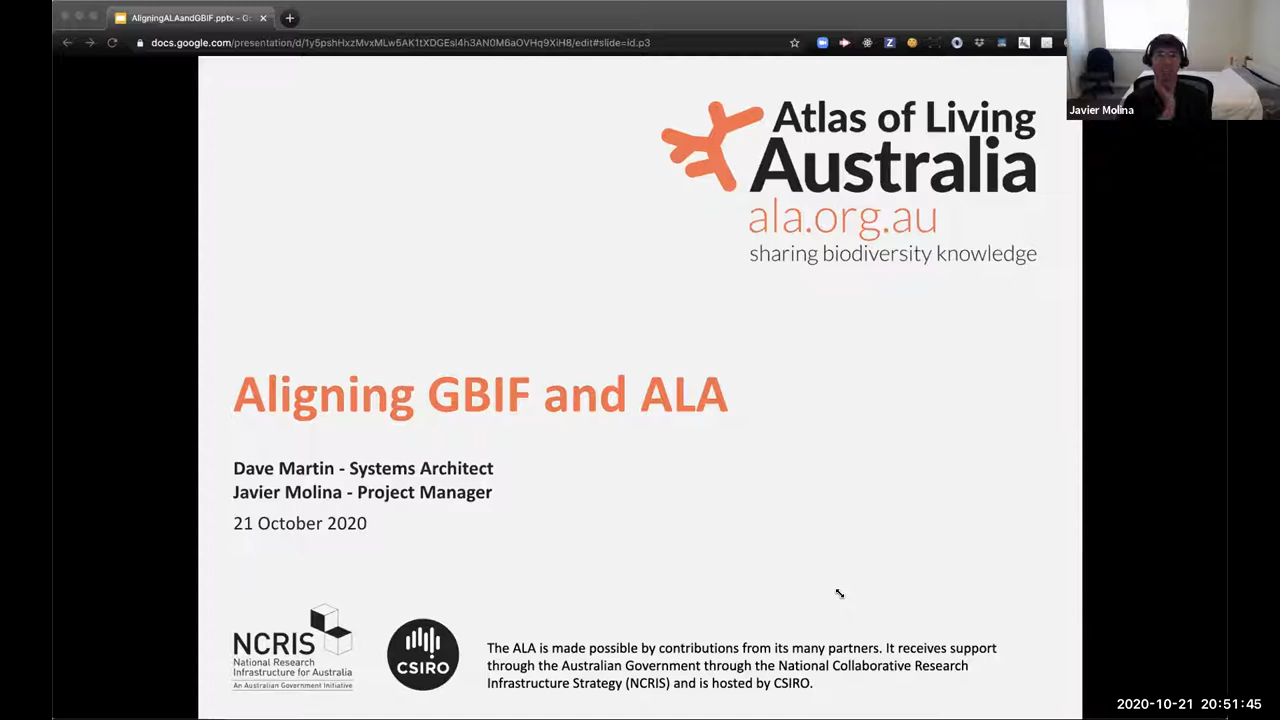 AligningALAandGBIF.pptx - G
docs.google.com/presentation/d/1y5pshHxzMvxMLw5AK1tXDGEsl4h3AN0M6aOVHq9XiH8/edit#slide=id.p3
Javier Molina
Atlas of Living
Australia
ala.org.au
sharing biodiversity knowledge
Aligning GBIF and ALA
Dave Martin - Systems Architect
Javier Molina - Project Manager
21 October 2020
NCRIS
National Research
Infrastructure for Australia
An Australian Government Initiative
CSIRO
The ALA is made possible by contributions from its many partners. It receives support
through the Australian Government through the National Collaborative Research
Infrastructure Strategy (NCRIS) and is hosted by CSIRO.
2020-10-21 20:51:45